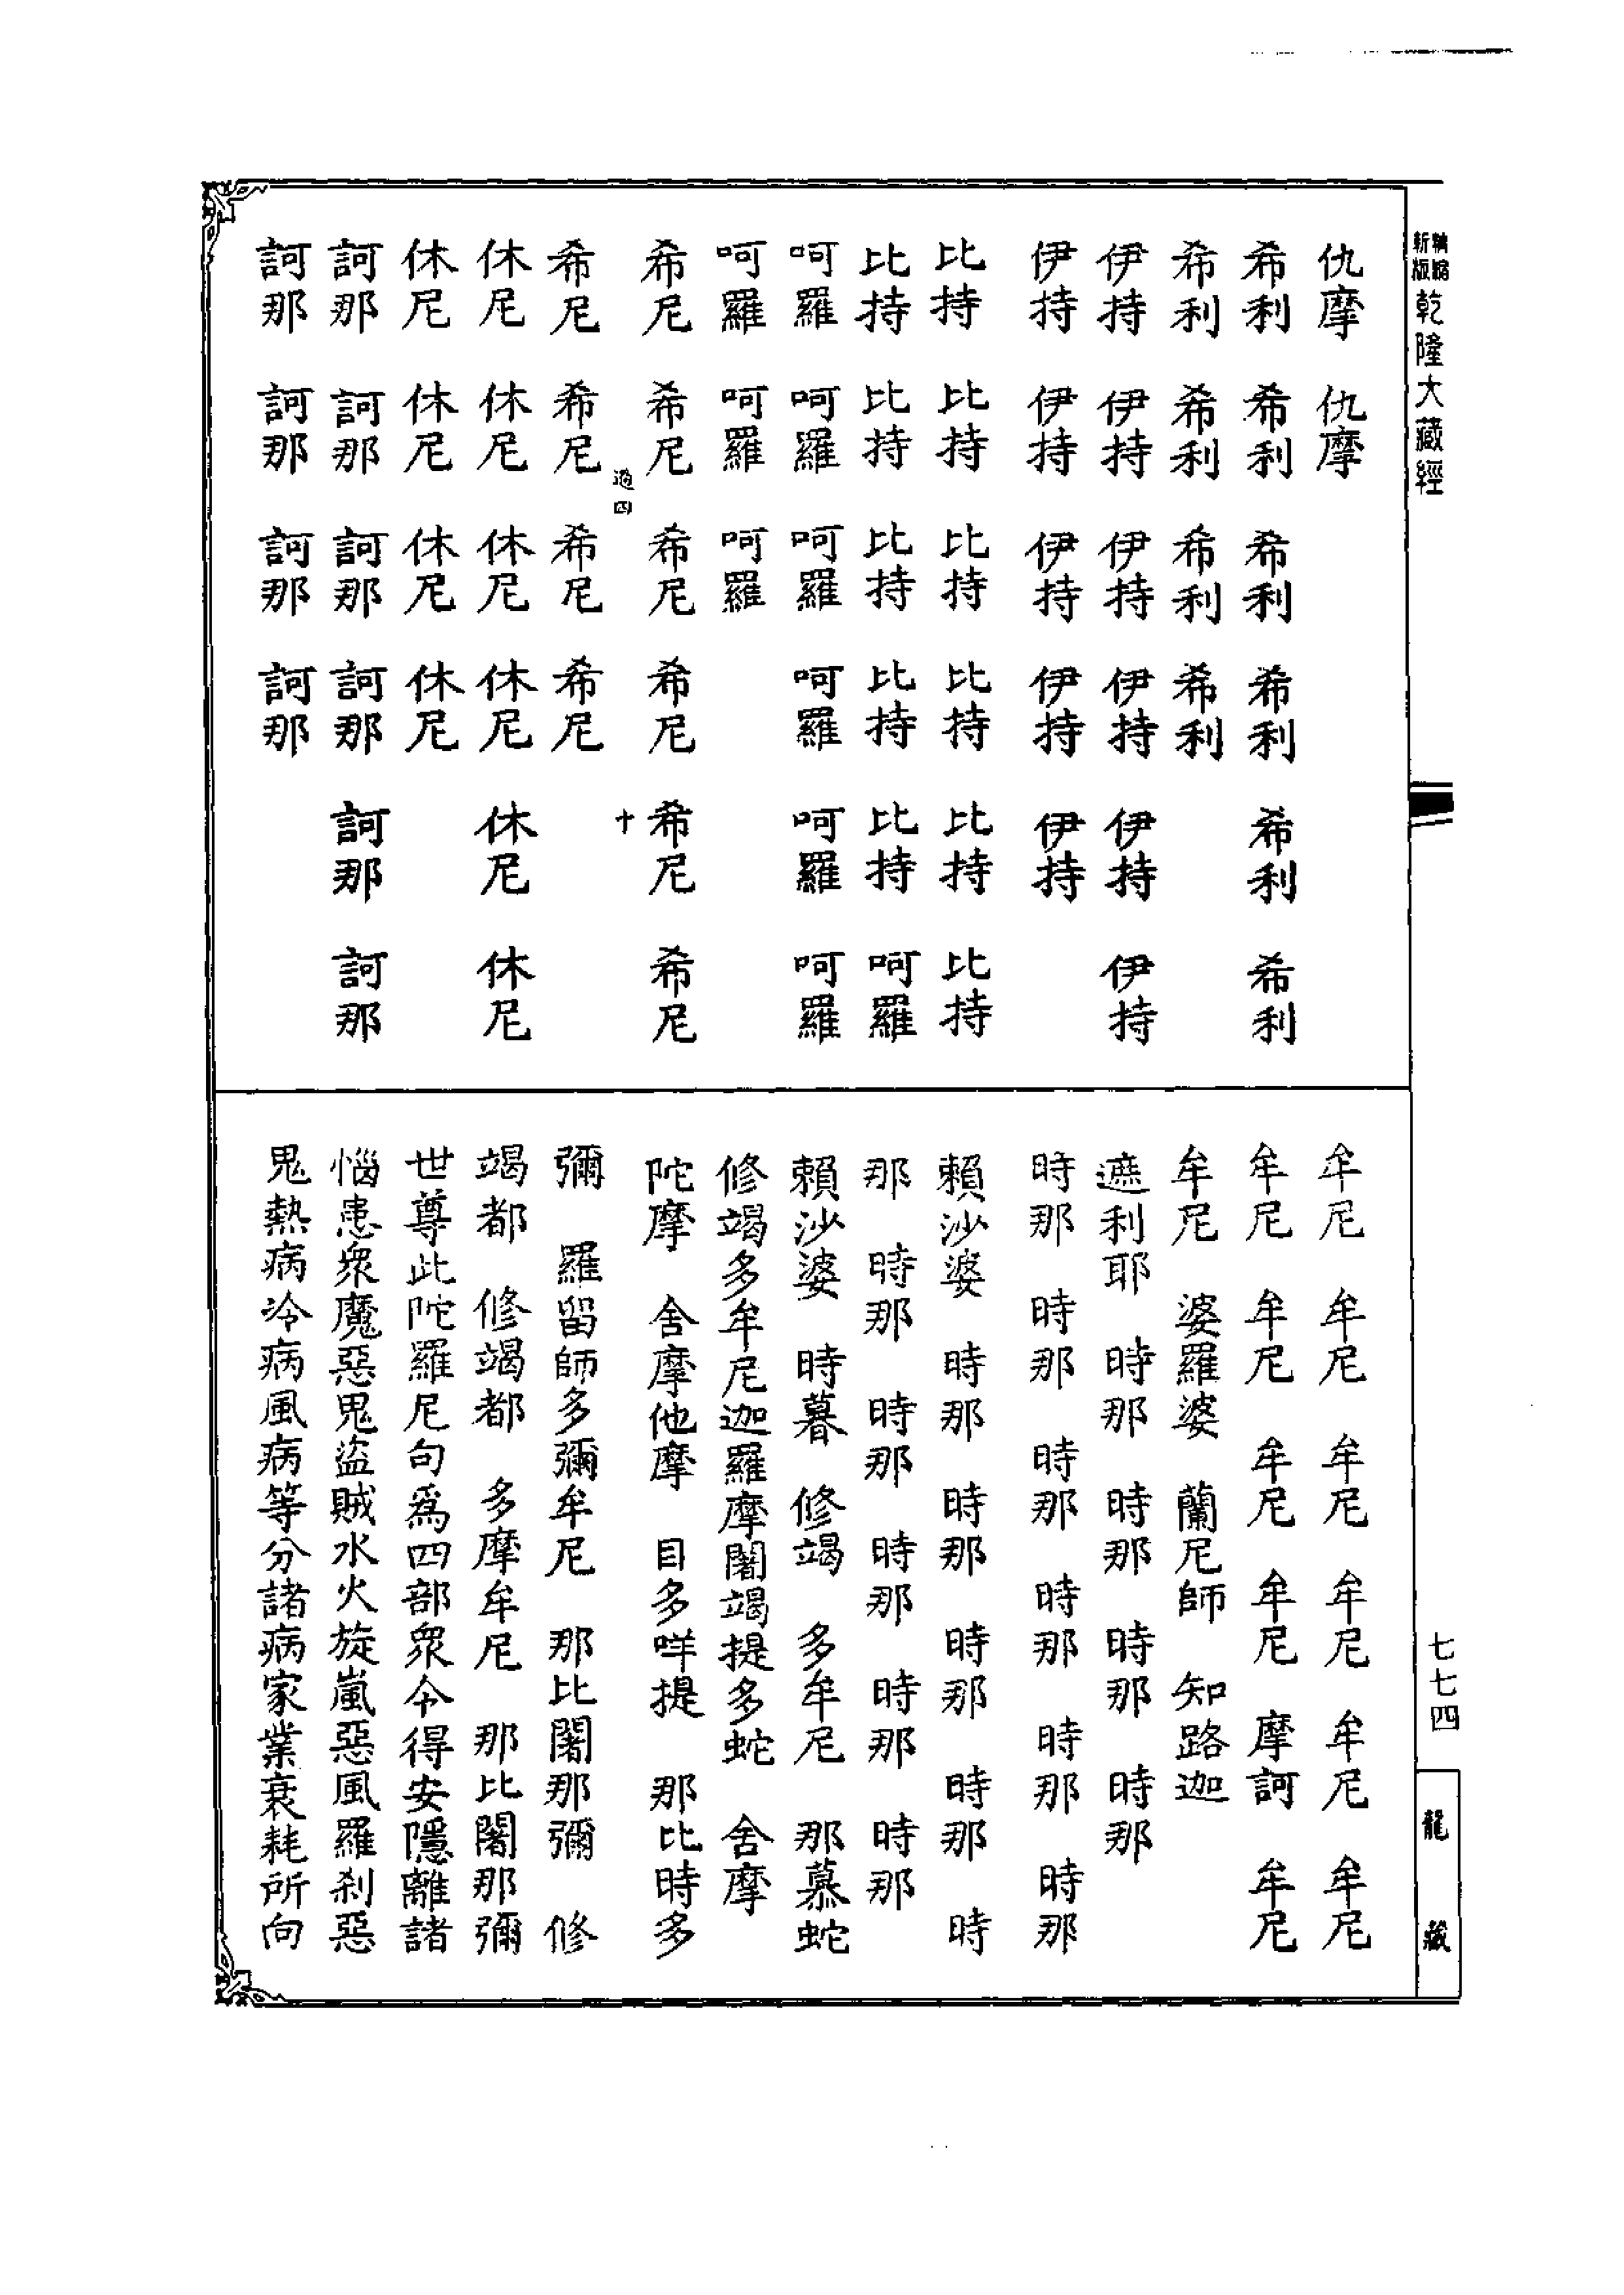 新版 精縮 乾隆大藏經
七七四
龍藏
仇摩 仇摩
希利 希利 希利 希利 希利 希利
希利 希利 希利 希利
伊持 伊持 伊持 伊持 伊持 伊持
伊持 伊持 伊持 伊持 伊持
比持 比持 比持 比持 比持 比持
比持 比持 比持 比持 比持 呵羅
呵羅 呵羅 呵羅 呵羅 呵羅 呵羅
呵羅 呵羅 呵羅
希尼 希尼 希尼 希尼 希尼 希尼
四 十
希尼 希尼 希尼 希尼
休尼 休尼 休尼 休尼 休尼 休尼
休尼 休尼 休尼 休尼
訶那 訶那 訶那 訶那 訶那 訶那
訶那 訶那 訶那 訶那
牟尼 牟尼 牟尼 牟尼 牟尼 牟尼
牟尼 牟尼 牟尼 牟尼 摩訶 牟尼
牟尼 婆羅婆 蘭尼師 知路迦
遮利耶 時那 時那 時那 時那
時那 時那 時那 時那 時那 時那
賴沙婆 時那 時那 時那 時那 時
那 時那 時那 時那 時那 時那
賴沙婆 時暮 修竭 多牟尼 那慕蛇
修竭多牟尼迦羅摩闍竭提多蛇 舍摩
陀摩 舍摩他摩 目多咩提 那比時多
彌 羅留師多彌牟尼 那比闍那彌 修
竭都 修竭都 多摩牟尼 那比闍那彌
世尊此陀羅尼句爲四部衆令得安隱離諸
惱患衆魔惡鬼盜賊水火旋嵐惡風羅刹惡
鬼熱病冷病風病等分諸病家業衰耗所向